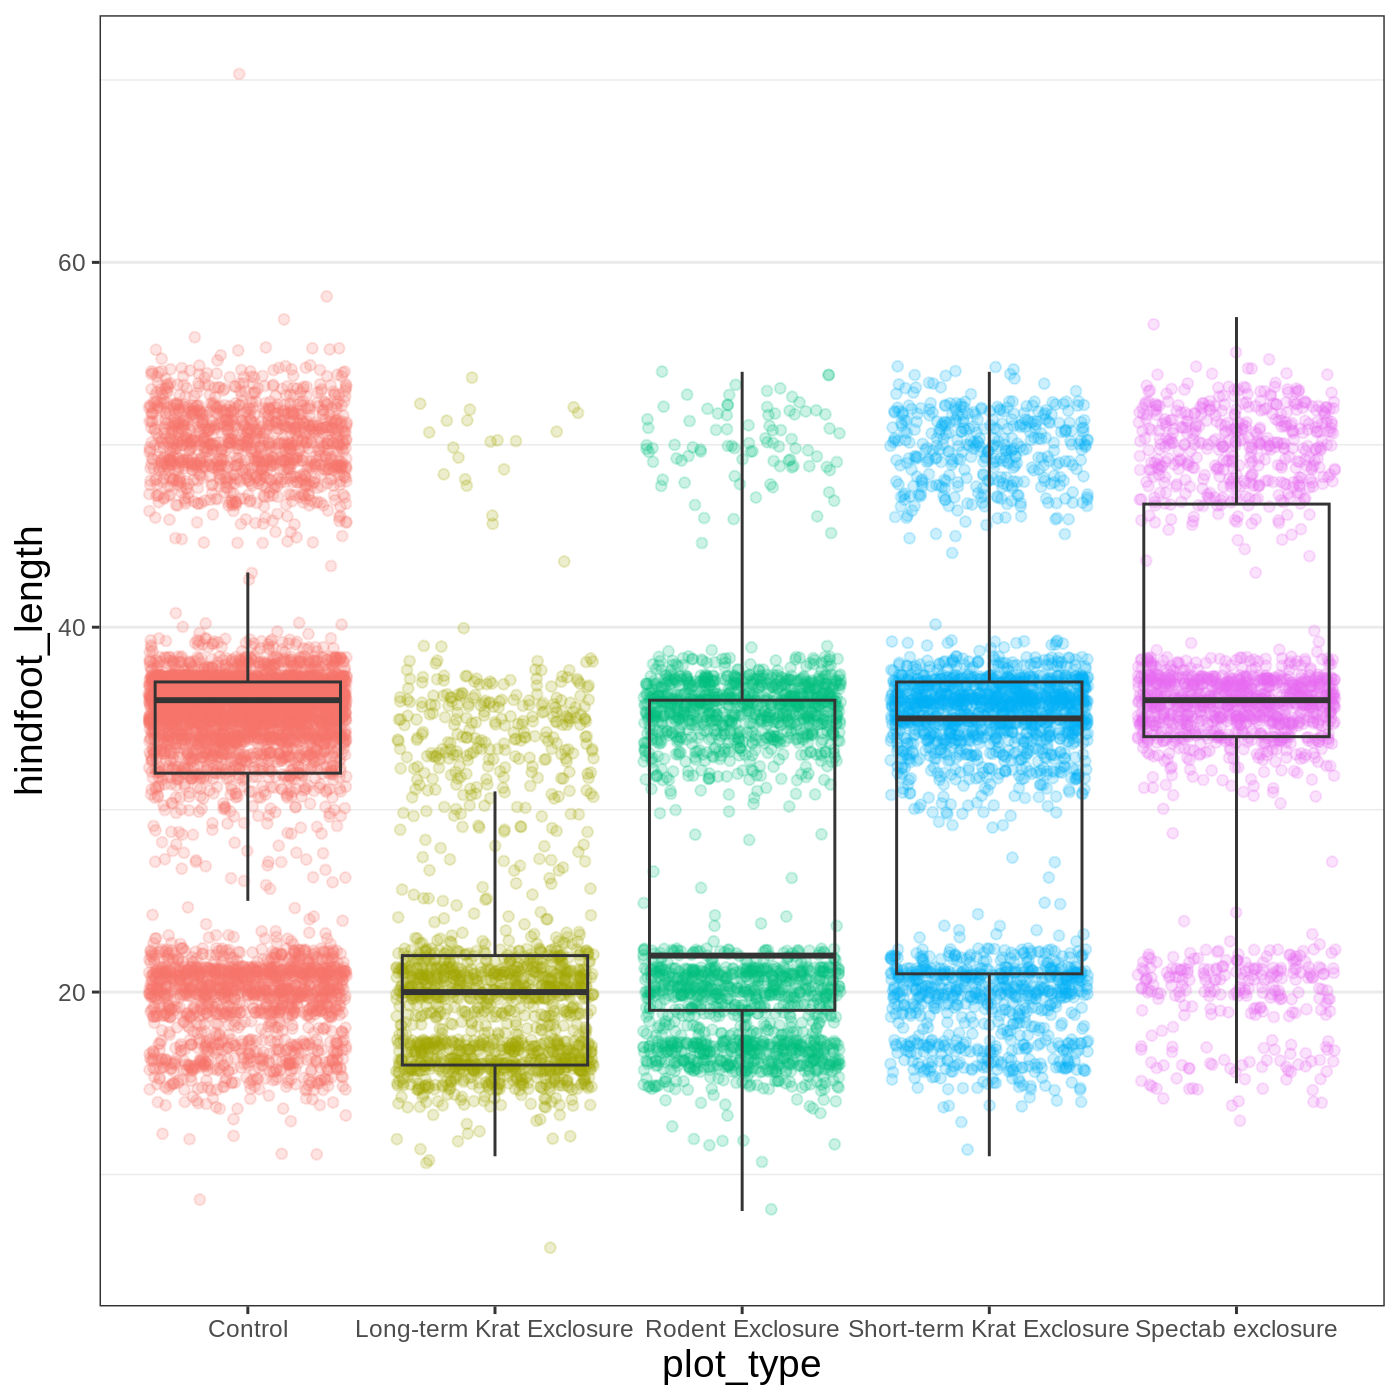 hindfoot_length
60
40
20
Control
Long-term Krat Exclosure
Rodent Exclosure
Short-term Krat Exclosure
Spectab exclosure
plot_type